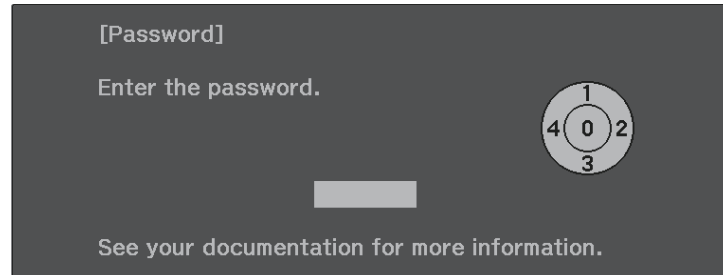 [Password]
Enter the password.
1
4 0 2
3
See your documentation for more information.